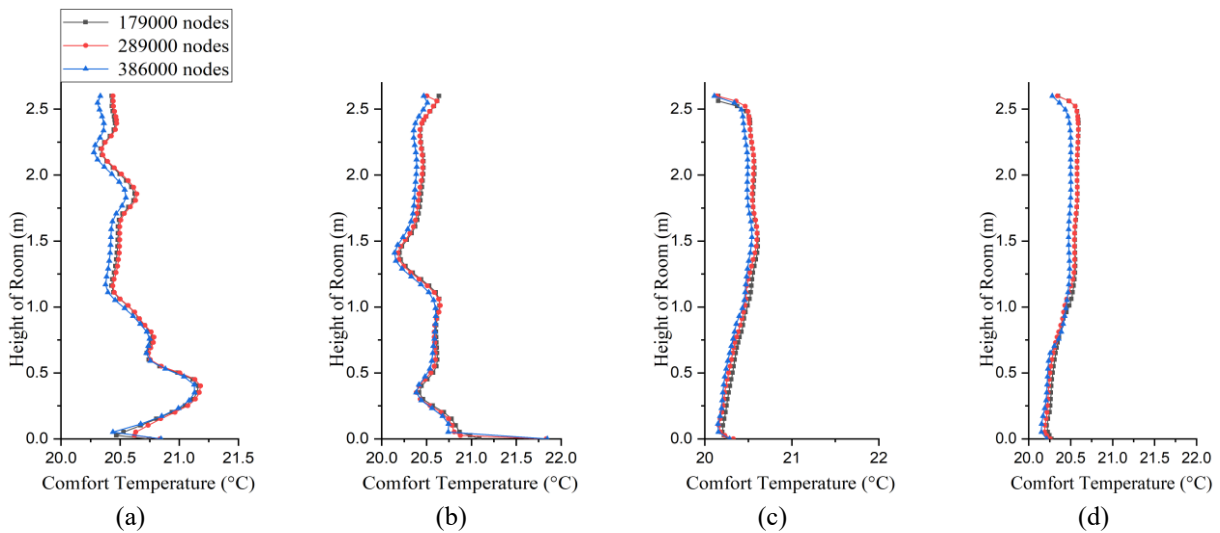 179000 nodes
289000 nodes
386000 nodes
Height of Room (m)
2.5
2.0
1.5
1.0
0.5
0.0
20.0 20.5 21.0 21.5
Comfort Temperature (°C)
(a)
Height of Room (m)
2.5
2.0
1.5
1.0
0.5
0.0
20.0 20.5 21.0 21.5 22.0
Comfort Temperature (°C)
(b)
Height of Room (m)
2.5
2.0
1.5
1.0
0.5
0.0
20 21 22
Comfort Temperature (°C)
(c)
Height of Room (m)
2.5
2.0
1.5
1.0
0.5
0.0
20.0 20.5 21.0 21.5 22.0
Comfort Temperature (°C)
(d)